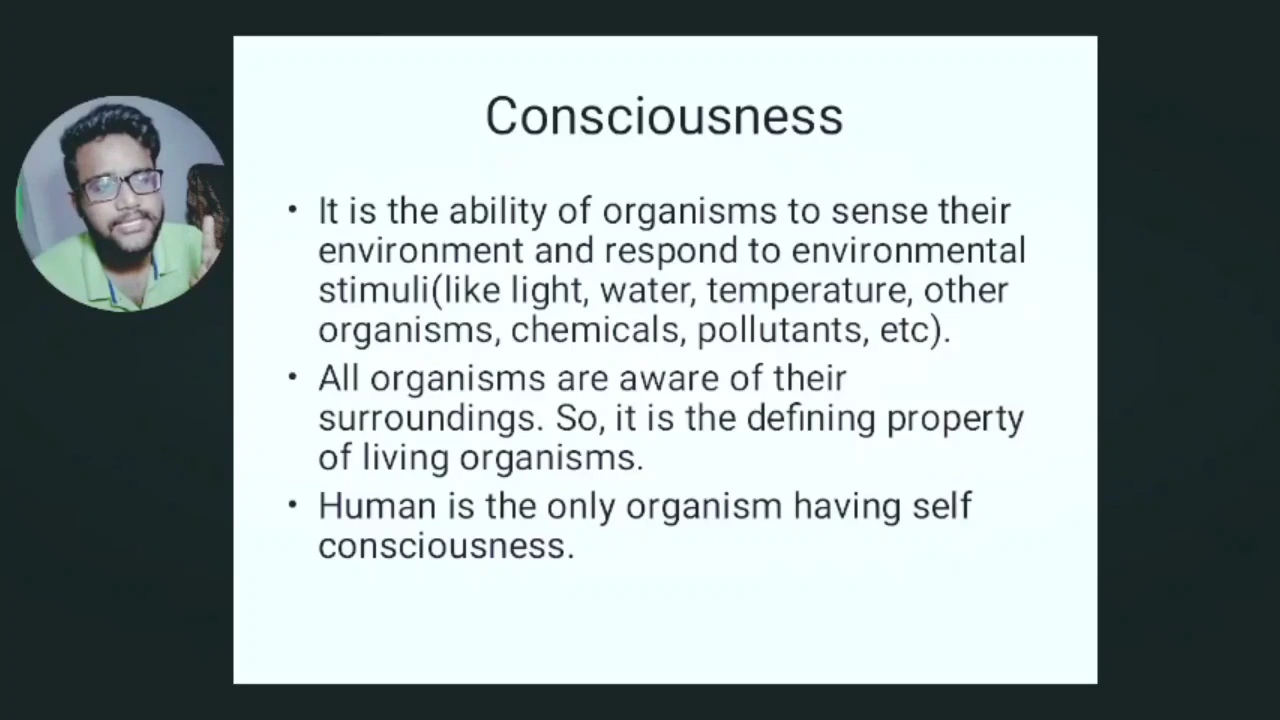 Consciousness
• It is the ability of organisms to sense their
environment and respond to environmental
stimuli(like light, water, temperature, other
organisms, chemicals, pollutants, etc).
• All organisms are aware of their
surroundings. So, it is the defining property
of living organisms.
• Human is the only organism having self
consciousness.